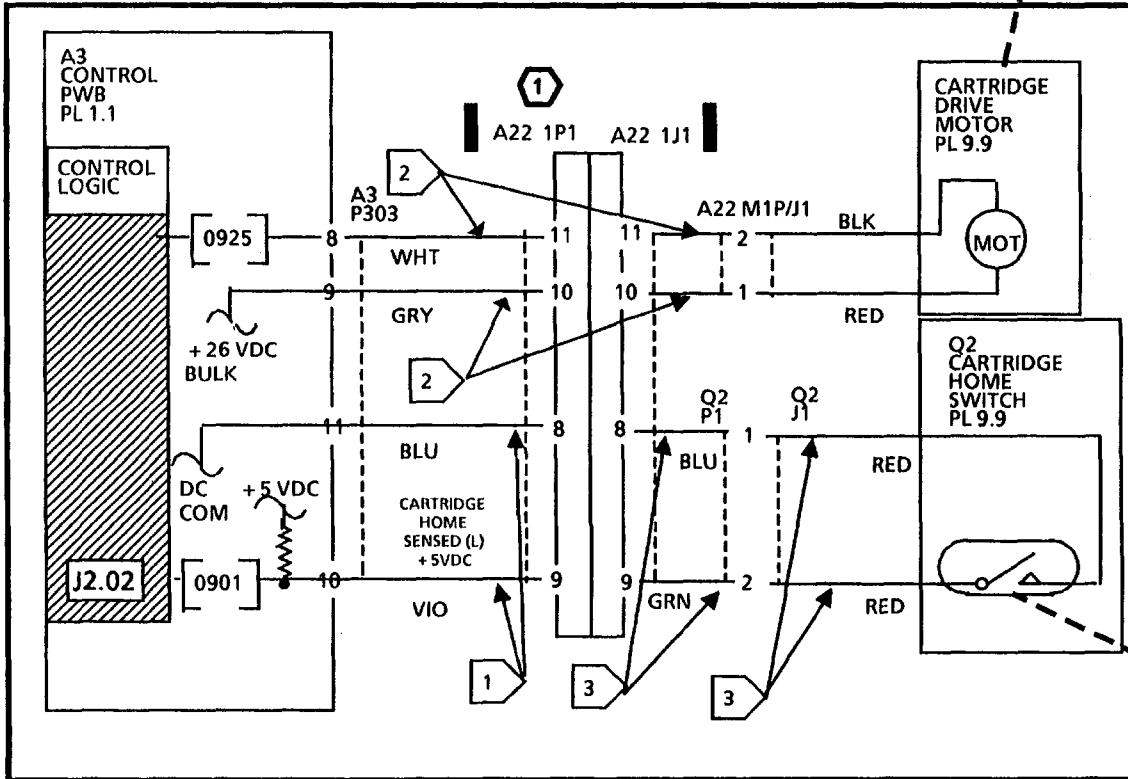 A3
CONTROL
PWB
PL 1.1
CONTROL
LOGIC
0925
+ 26 VDC
BULK
DC
COM
+ 5 VDC
J2.02
0901
8
9
11
10
A3
P303
WHT
GRY
BLU
CARTRIDGE
HOME
SENSED (L)
+ 5VDC
VIO
1
A22 1P1
A22 1J1
2
2
11
10
8
9
11
10
8
9
1
3
3
A22 M1P/J1
2
1
BLK
RED
Q2
P1
Q2
J1
BLU
GRN
1
2
RED
RED
CARTRIDGE
DRIVE
MOTOR
PL 9.9
MOT
Q2
CARTRIDGE
HOME
SWITCH
PL 9.9